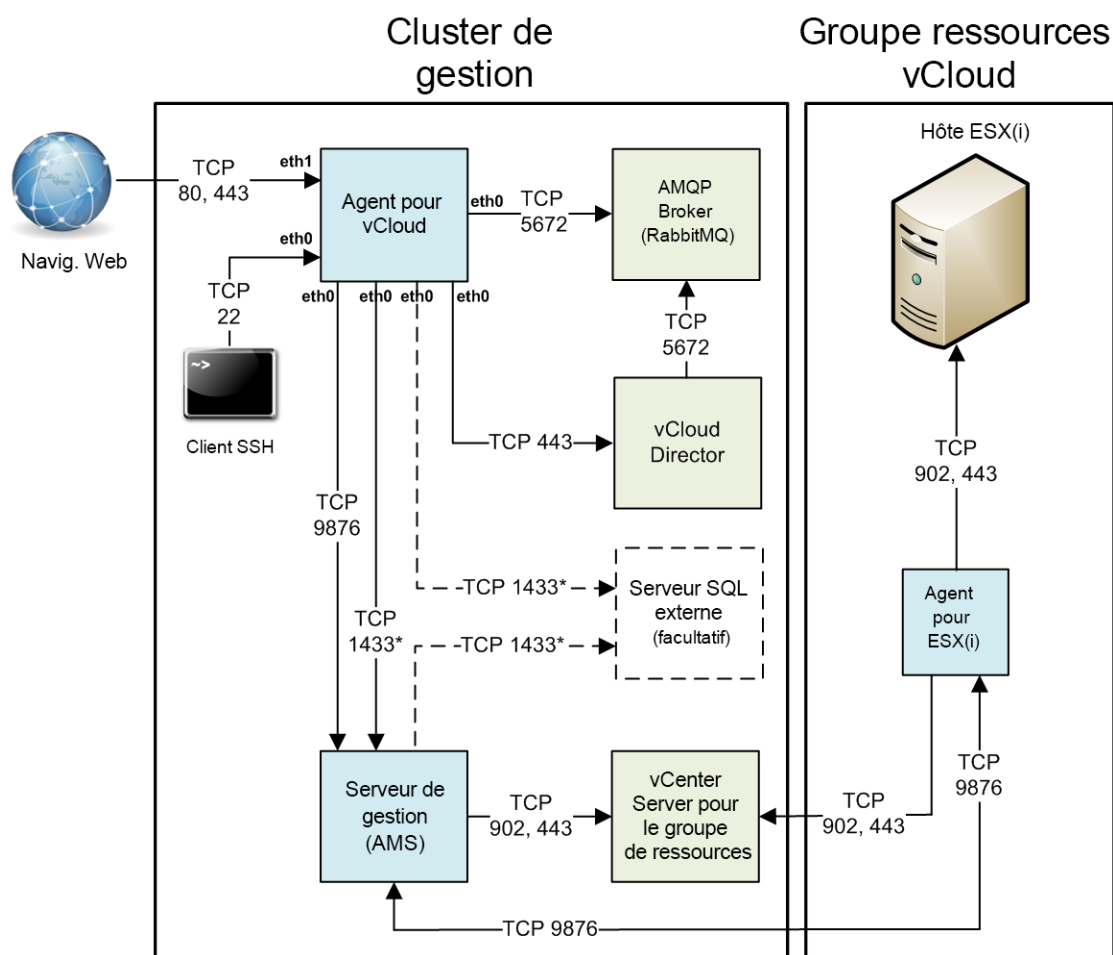 Cluster de
gestion
Groupe ressources
vCloud
Hôte ESX(i)
TCP
80, 443
eth1
Agent pour
vCloud
eth0
TCP
5672
AMQP
Broker
(RabbitMQ)
Navig. Web
eth0
TCP
22
eth0
eth0
eth0
eth0
~>
Client SSH
TCP
5672
TCP 443
vCloud
Director
TCP
902, 443
TCP
9876
TCP 1433*
Serveur SQL
externe
(facultatif)
TCP
1433*
TCP 1433*
Agent
pour
ESX(i)
Serveur de
gestion
(AMS)
TCP
902, 443
vCenter
Server pour
le groupe
de ressources
TCP
902, 443
TCP
9876
TCP 9876